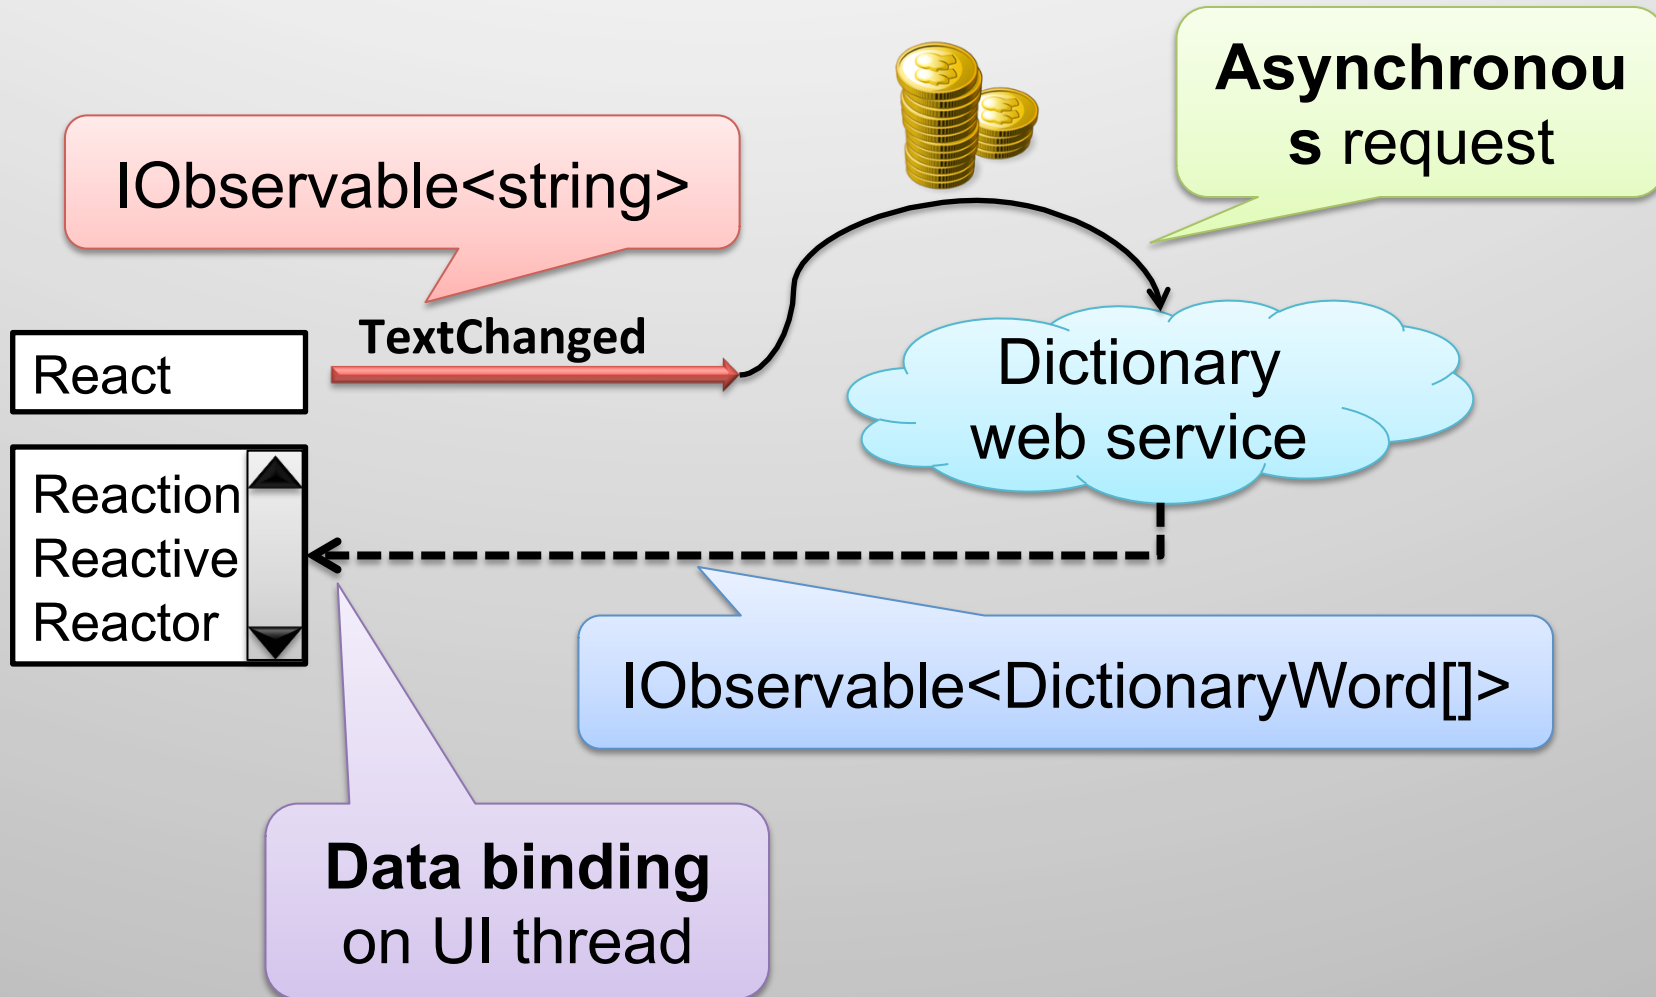 Asynchronou
s request
IObservable<string>
TextChanged
React
Dictionary
web service
Reaction
Reactive
Reactor
IObservable<DictionaryWord[]>
Data binding
on UI thread